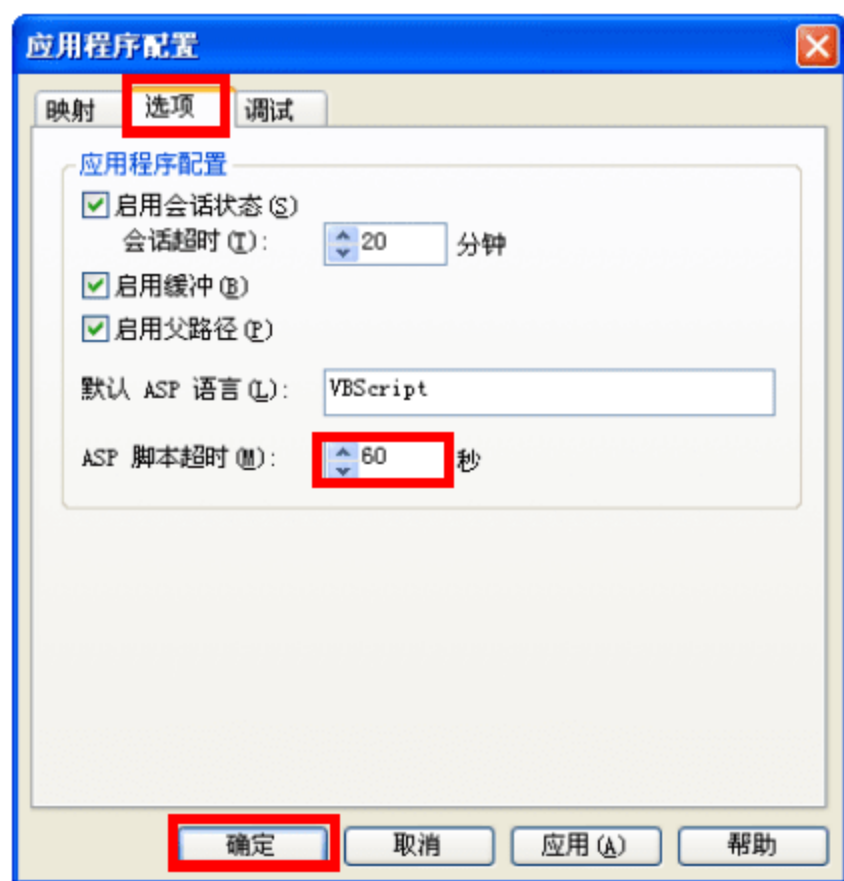 应用程序配置
映射 选项 调试
应用程序配置
启用会话状态(S)
会话超时(T): 20 分钟
启用缓冲(B)
启用父路径(P)
默认 ASP 语言(L): VBScript
ASP 脚本超时(M): 60 秒
确定 取消 应用(A) 帮助